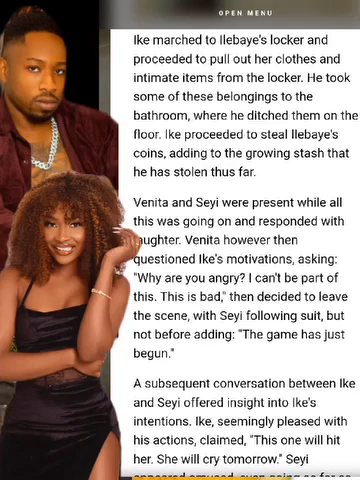 OPEN MENU
Ike marched to Ilebaye's locker and
proceeded to pull out her clothes and
intimate items from the locker. He took
some of these belongings to the
bathroom, where he ditched them on the
floor. Ike proceeded to steal Ilebaye's
coins, adding to the growing stash that
he has stolen thus far.
Venita and Seyi were present while all
this was going on and responded with
laughter. Venita however then
questioned Ike's motivations, asking:
"Why are you angry? I can't be part of
this. This is bad," then decided to leave
the scene, with Seyi following suit, but
not before adding: "The game has just
begun."
A subsequent conversation between Ike
and Seyi offered insight into Ike's
intentions. Ike, seemingly pleased with
his actions, claimed, "This one will hit
her. She will cry tomorrow." Seyi
appeared amused, even going as far as